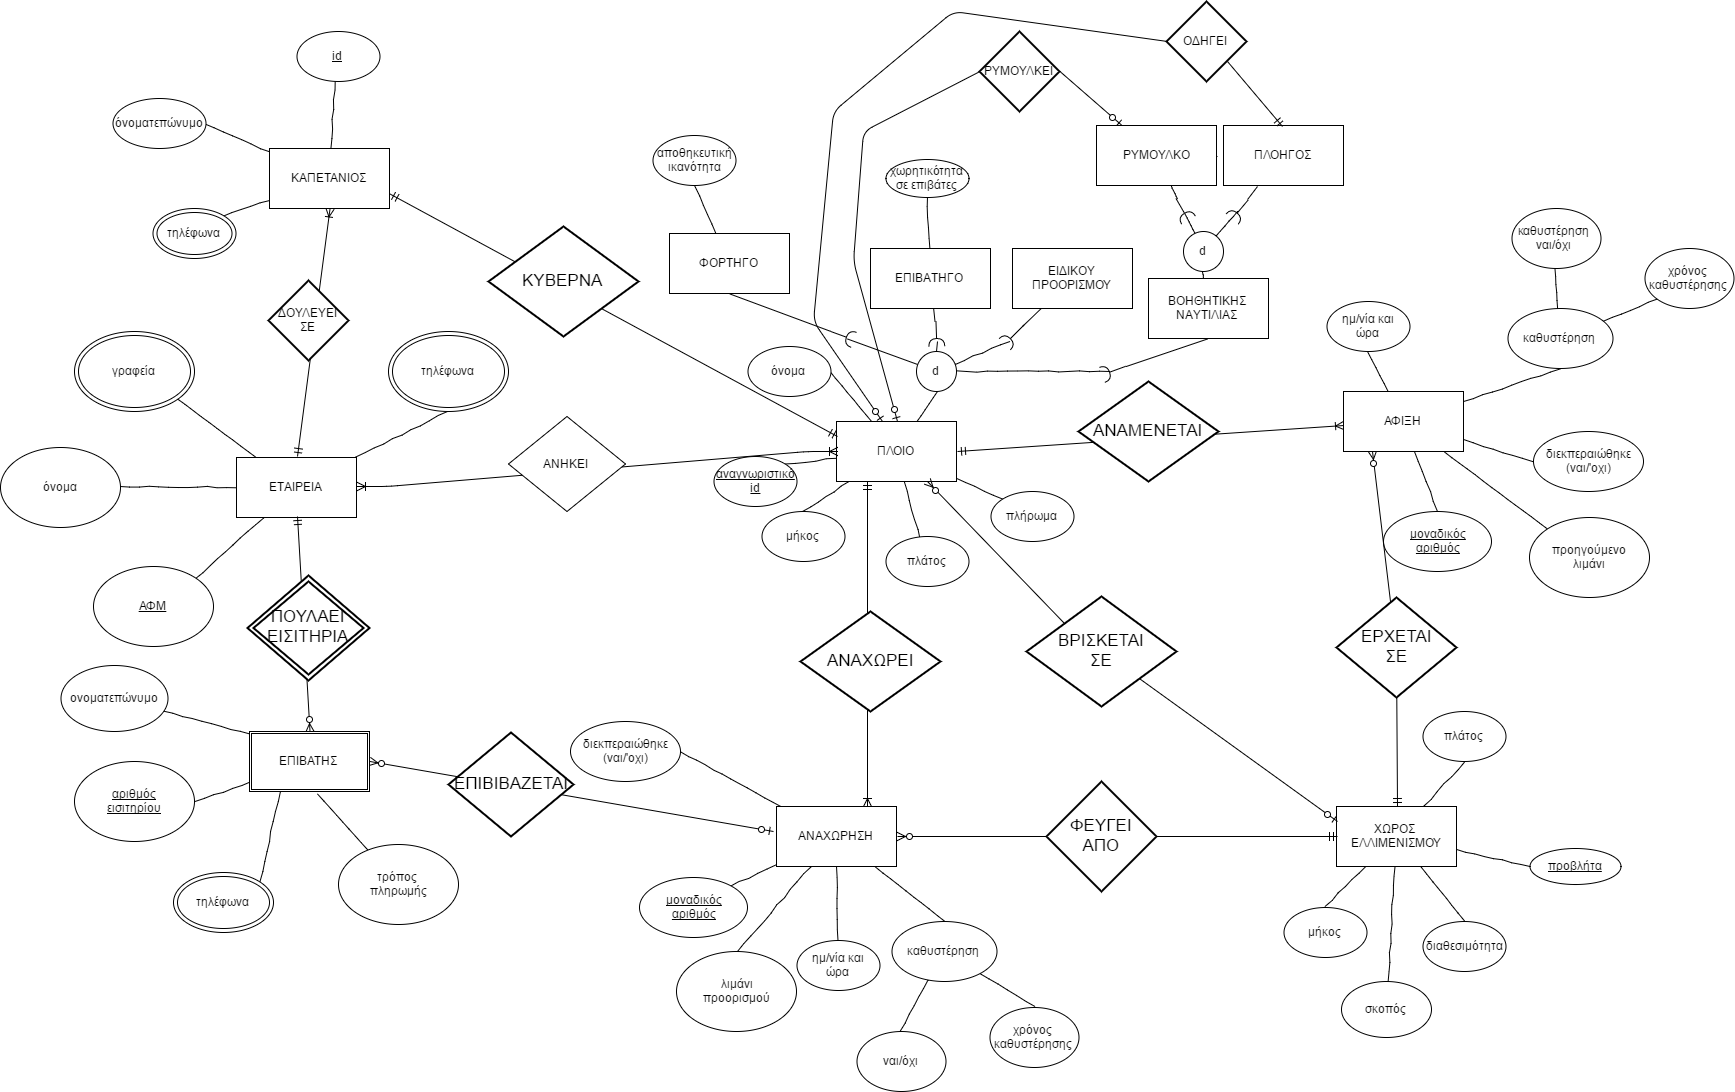 ΟΔΗΓΕΙ
id
ΡΥΜΟΥΛΚΕΙ
όνοματεπώνυμο
αποθηκευτική
ικανότητα
ΡΥΜΟΥΛΚΟ
ΠΛΟΗΓΟΣ
ΚΑΠΕΤΑΝΙΟΣ
χωρητικότητα
σε επιβάτες
τηλέφωνα
καθυστέρηση
ναι/όχι
d
ΦΟΡΤΗΓΟ
ΕΠΙΒΑΤΗΓΟ
ΕΙΔΙΚΟΥ
ΠΡΟΟΡΙΣΜΟΥ
χρόνος
καθυστέρησης
ΚΥΒΕΡΝΑ
ΒΟΗΘΗΤΙΚΗΣ
ΝΑΥΤΙΛΙΑΣ
ΔΟΥΛΕΥΕΙ
ΣΕ
ημ/νία και
ώρα
καθυστέρηση
γραφεία
τηλέφωνα
όνομα
d
ΑΦΙΞΗ
ΑΝΑΜΕΝΕΤΑΙ
ΠΛΟΙΟ
ΑΝΗΚΕΙ
διεκπεραιώθηκε
(ναι/'οχι)
όνομα
ΕΤΑΙΡΕΙΑ
αναγνωριστικό
id
πλήρωμα
μήκος
μοναδικός
αριθμός
πλάτος
προηγούμενο
λιμάνι
ΑΦΜ
ΠΟΥΛΑΕΙ
ΕΙΣΙΤΗΡΙΑ
ΑΝΑΧΩΡΕΙ
ΒΡΙΣΚΕΤΑΙ
ΣΕ
ΕΡΧΕΤΑΙ
ΣΕ
ονοματεπώνυμο
πλάτος
διεκπεραιώθηκε
(ναι/'οχι)
ΕΠΙΒΑΤΗΣ
ΕΠΙΒΙΒΑΖΕΤΑΙ
αριθμός
εισιτηρίου
ΑΝΑΧΩΡΗΣΗ
ΦΕΥΓΕΙ
ΑΠΟ
ΧΩΡΟΣ
ΕΛΛΙΜΕΝΙΣΜΟΥ
προβλήτα
τρόπος
πληρωμής
τηλέφωνα
μοναδικός
αριθμός
μήκος
διαθεσιμότητα
καθυστέρηση
ημ/νία και
ώρα
λιμάνι
προορισμού
σκοπός
χρόνος
καθυστέρησης
ναι/όχι